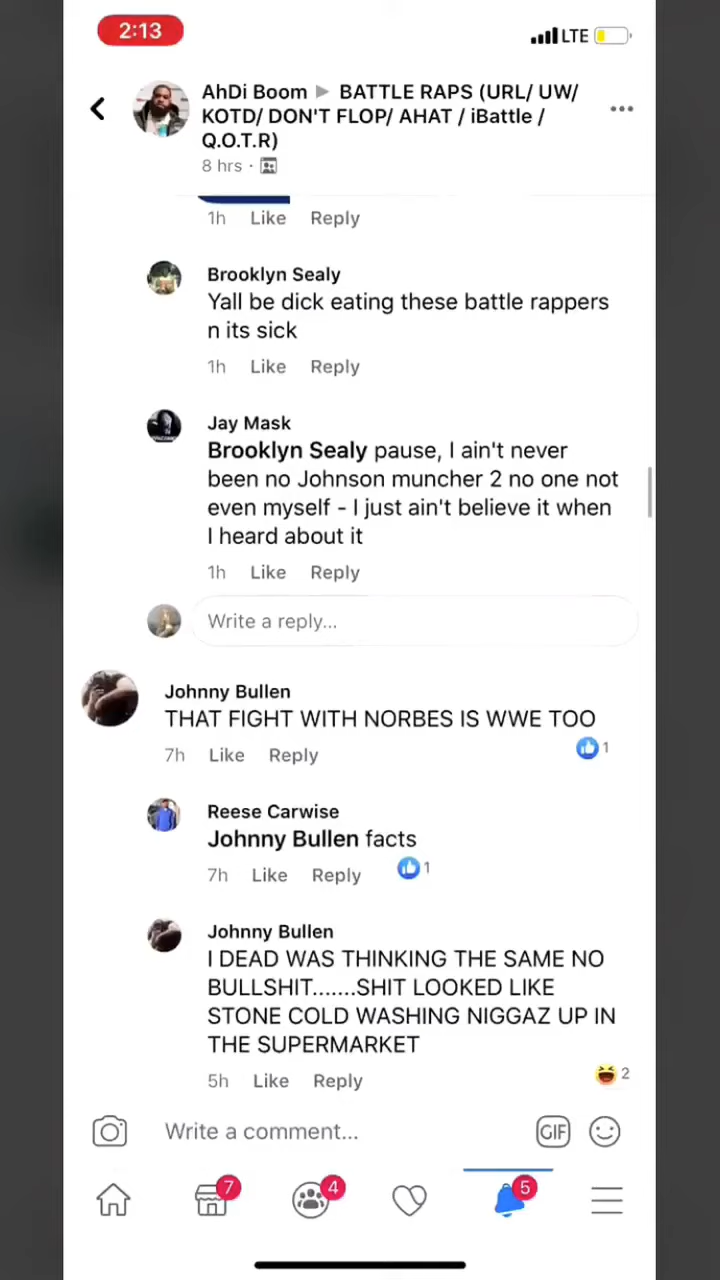 2:13
LTE
AhDi Boom ▶ BATTLE RAPS (URL/ UW/
KOTD/ DON'T FLOP/ AHAT / iBattle /
Q.O.T.R)
8 hrs ·
1h Like Reply
Brooklyn Sealy
Yall be dick eating these battle rappers
n its sick
1h Like Reply
Jay Mask
Brooklyn Sealy pause, I ain't never
been no Johnson muncher 2 no one not
even myself - I just ain't believe it when
I heard about it
1h Like Reply
Write a reply...
Johnny Bullen
THAT FIGHT WITH NORBES IS WWE TOO
7h Like Reply 1
Reese Carwise
Johnny Bullen facts
7h Like Reply 1
Johnny Bullen
I DEAD WAS THINKING THE SAME NO
BULLSHIT.......SHIT LOOKED LIKE
STONE COLD WASHING NIGGAZ UP IN
THE SUPERMARKET
5h Like Reply 2
Write a comment... GIF
7 4 5